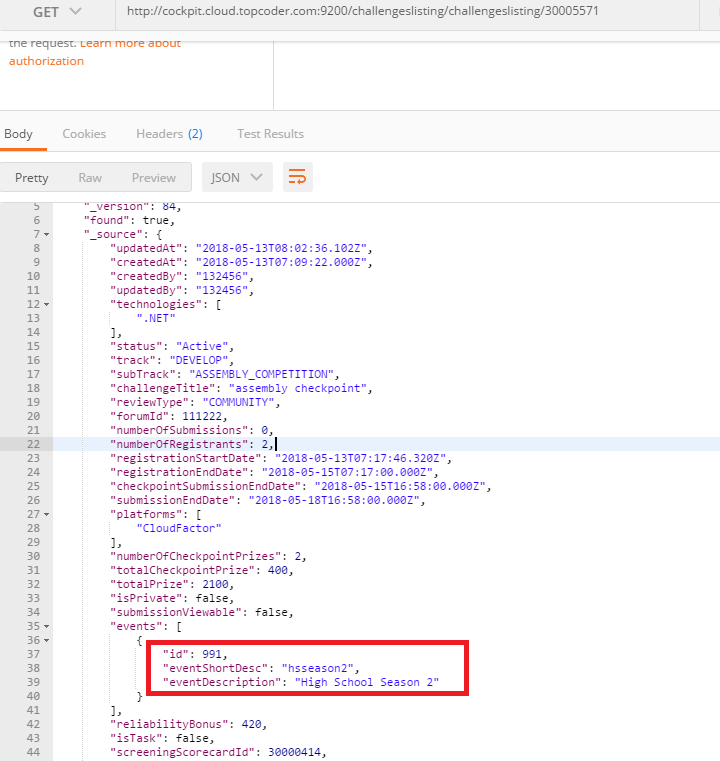 GET http://cockpit.cloud.topcoder.com:9200/challengeslisting/challengeslisting/30005571
the request. Learn more about
authorization
Body Cookies Headers (2) Test Results
Pretty Raw Preview JSON
5 "_version": 84,
6 "found": true,
7 "_source": {
8 "updatedAt": "2018-05-13T08:02:36.102Z",
9 "createdAt": "2018-05-13T07:09:22.000Z",
10 "createdBy": "132456",
11 "updatedBy": "132456",
12 "technologies": [
13 ".NET"
14 ],
15 "status": "Active",
16 "track": "DEVELOP",
17 "subTrack": "ASSEMBLY_COMPETITION",
18 "challengeTitle": "assembly checkpoint",
19 "reviewType": "COMMUNITY",
20 "forumId": 111222,
21 "numberOfSubmissions": 0,
22 "numberOfRegistrants": 2,
23 "registrationStartDate": "2018-05-13T07:17:46.320Z",
24 "registrationEndDate": "2018-05-15T07:17:00.000Z",
25 "checkpointSubmissionEndDate": "2018-05-15T16:58:00.000Z",
26 "submissionEndDate": "2018-05-18T16:58:00.000Z",
27 "platforms": [
28 "CloudFactor"
29 ],
30 "numberOfCheckpointPrizes": 2,
31 "totalCheckpointPrize": 400,
32 "totalPrize": 2100,
33 "isPrivate": false,
34 "submissionViewable": false,
35 "events": [
36 {
37 "id": 991,
38 "eventShortDesc": "hsseason2",
39 "eventDescription": "High School Season 2"
40 }
41 ],
42 "reliabilityBonus": 420,
43 "isTask": false,
44 "screeningScorecardId": 30000414,